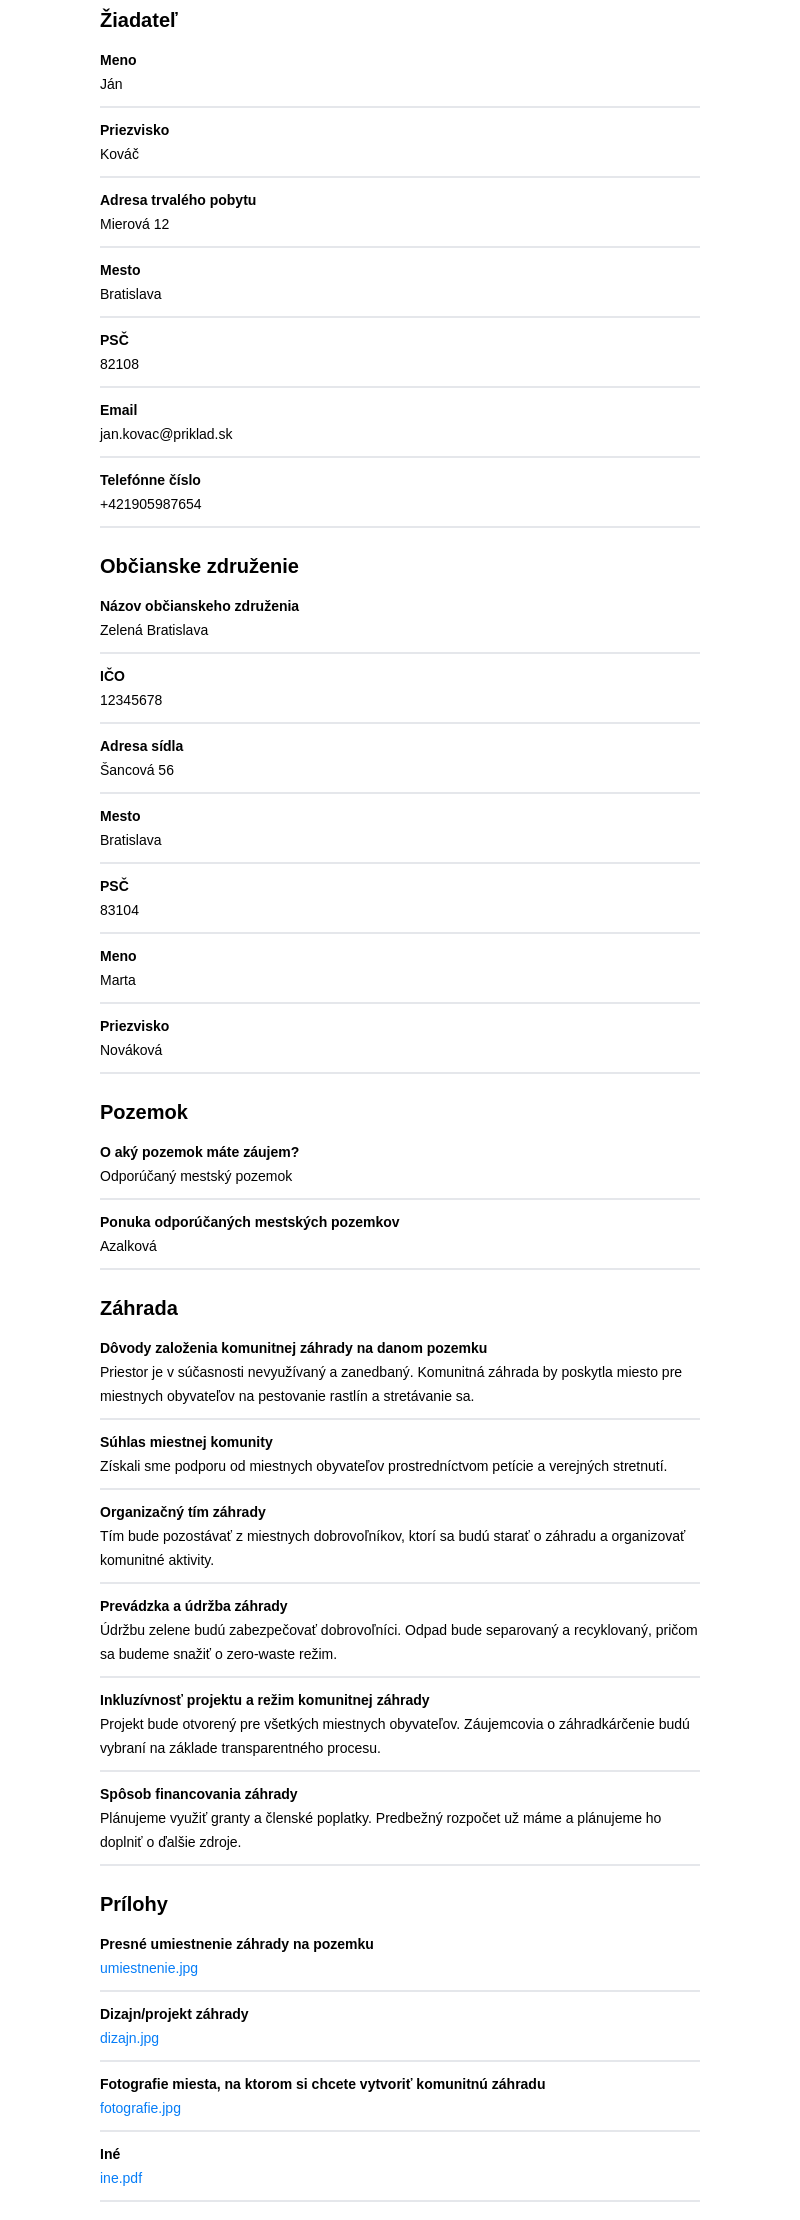 Žiadateľ
Meno
Ján
Priezvisko
Kováč
Adresa trvalého pobytu
Mierová 12
Mesto
Bratislava
PSČ
82108
Email
jan.kovac@priklad.sk
Telefónne číslo
+421905987654
Občianske združenie
Názov občianskeho združenia
Zelená Bratislava
IČO
12345678
Adresa sídla
Šancová 56
Mesto
Bratislava
PSČ
83104
Meno
Marta
Priezvisko
Nováková
Pozemok
O aký pozemok máte záujem?
Odporúčaný mestský pozemok
Ponuka odporúčaných mestských pozemkov
Azalková
Záhrada
Dôvody založenia komunitnej záhrady na danom pozemku
Priestor je v súčasnosti nevyužívaný a zanedbaný. Komunitná záhrada by poskytla miesto pre
miestnych obyvateľov na pestovanie rastlín a stretávanie sa.
Súhlas miestnej komunity
Získali sme podporu od miestnych obyvateľov prostredníctvom petície a verejných stretnutí.
Organizačný tím záhrady
Tím bude pozostávať z miestnych dobrovoľníkov, ktorí sa budú starať o záhradu a organizovať
komunitné aktivity.
Prevádzka a údržba záhrady
Údržbu zelene budú zabezpečovať dobrovoľníci. Odpad bude separovaný a recyklovaný, pričom
sa budeme snažiť o zero-waste režim.
Inkluzívnosť projektu a režim komunitnej záhrady
Projekt bude otvorený pre všetkých miestnych obyvateľov. Záujemcovia o záhradkárčenie budú
vybraní na základe transparentného procesu.
Spôsob financovania záhrady
Plánujeme využiť granty a členské poplatky. Predbežný rozpočet už máme a plánujeme ho
doplniť o ďalšie zdroje.
Prílohy
Presné umiestnenie záhrady na pozemku
umiestnenie.jpg
Dizajn/projekt záhrady
dizajn.jpg
Fotografie miesta, na ktorom si chcete vytvoriť komunitnú záhradu
fotografie.jpg
Iné
ine.pdf